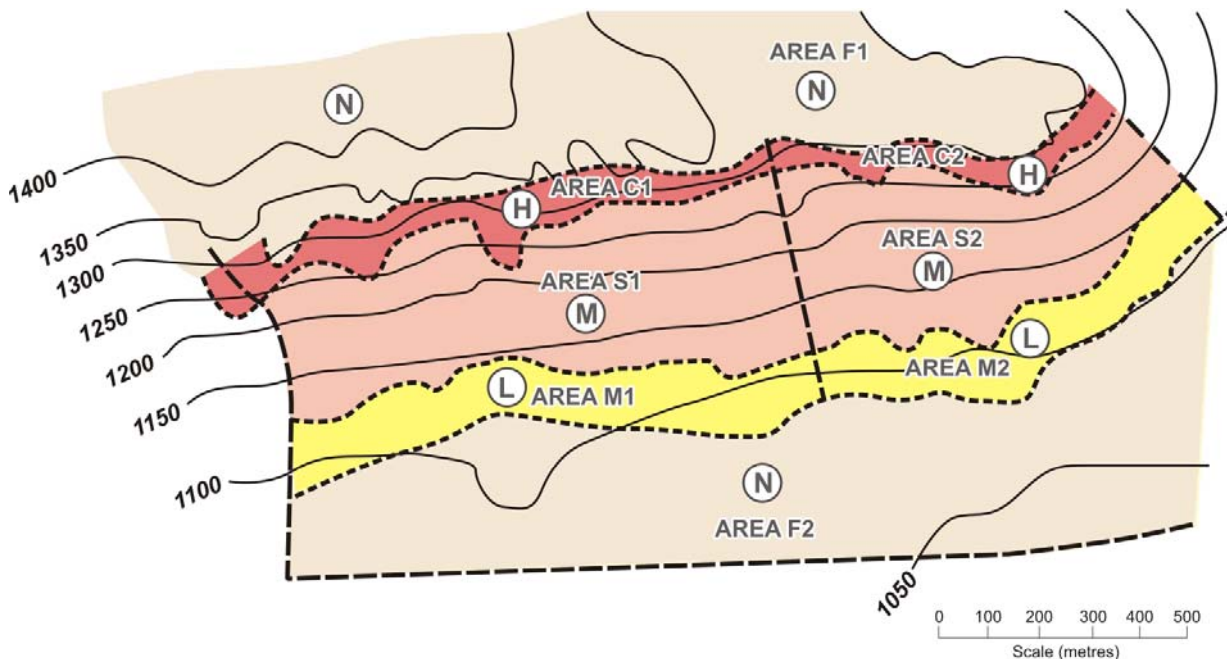 AREA F1
N
N
1400
AREA C2
H
AREA C1
H
1350
1300
AREA S2
M
AREA S1
M
1250
1200
L
AREA M2
1150
L
AREA M1
1100
N
AREA F2
1050
0 100 200 300 400 500
Scale (metres)